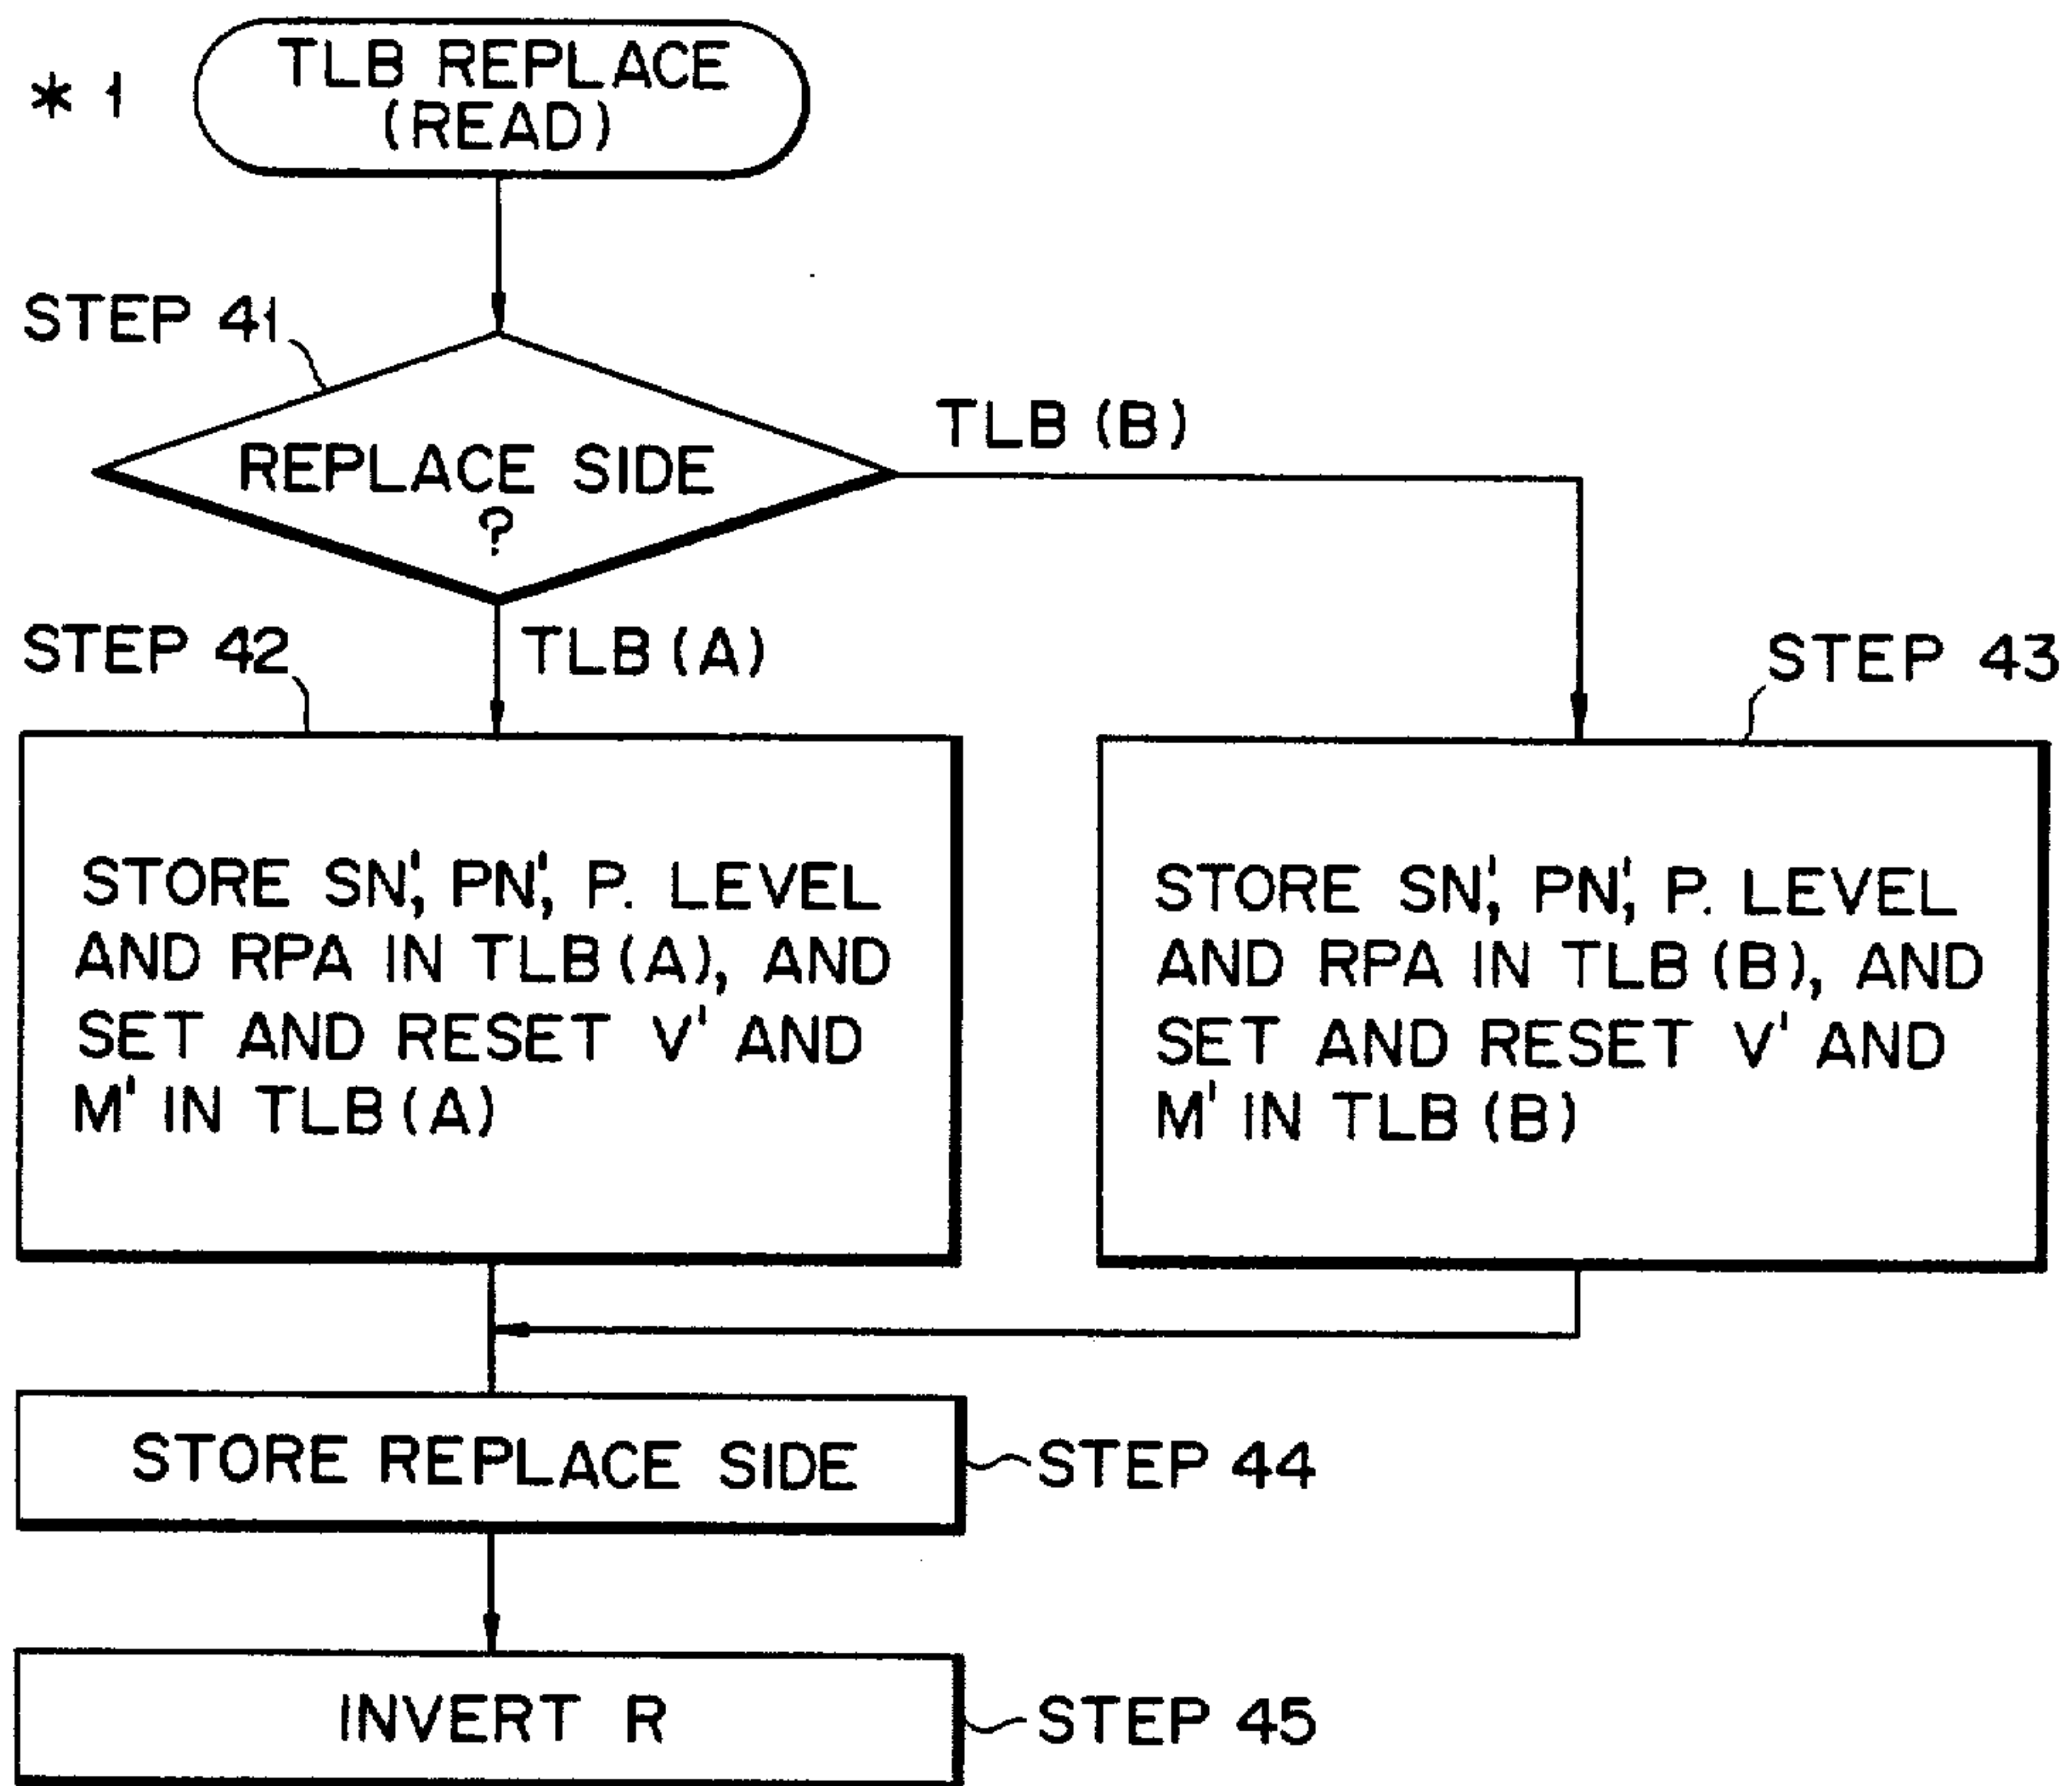 * 1
TLB REPLACE
(READ)
STEP 41
REPLACE SIDE
?
TLB (B)
STEP 42
TLB (A)
STEP 43
STORE SN', PN', P. LEVEL
AND RPA IN TLB (A), AND
SET AND RESET V' AND
M' IN TLB (A)
STORE SN', PN', P. LEVEL
AND RPA IN TLB (B), AND
SET AND RESET V' AND
M' IN TLB (B)
STORE REPLACE SIDE
STEP 44
INVERT R
STEP 45